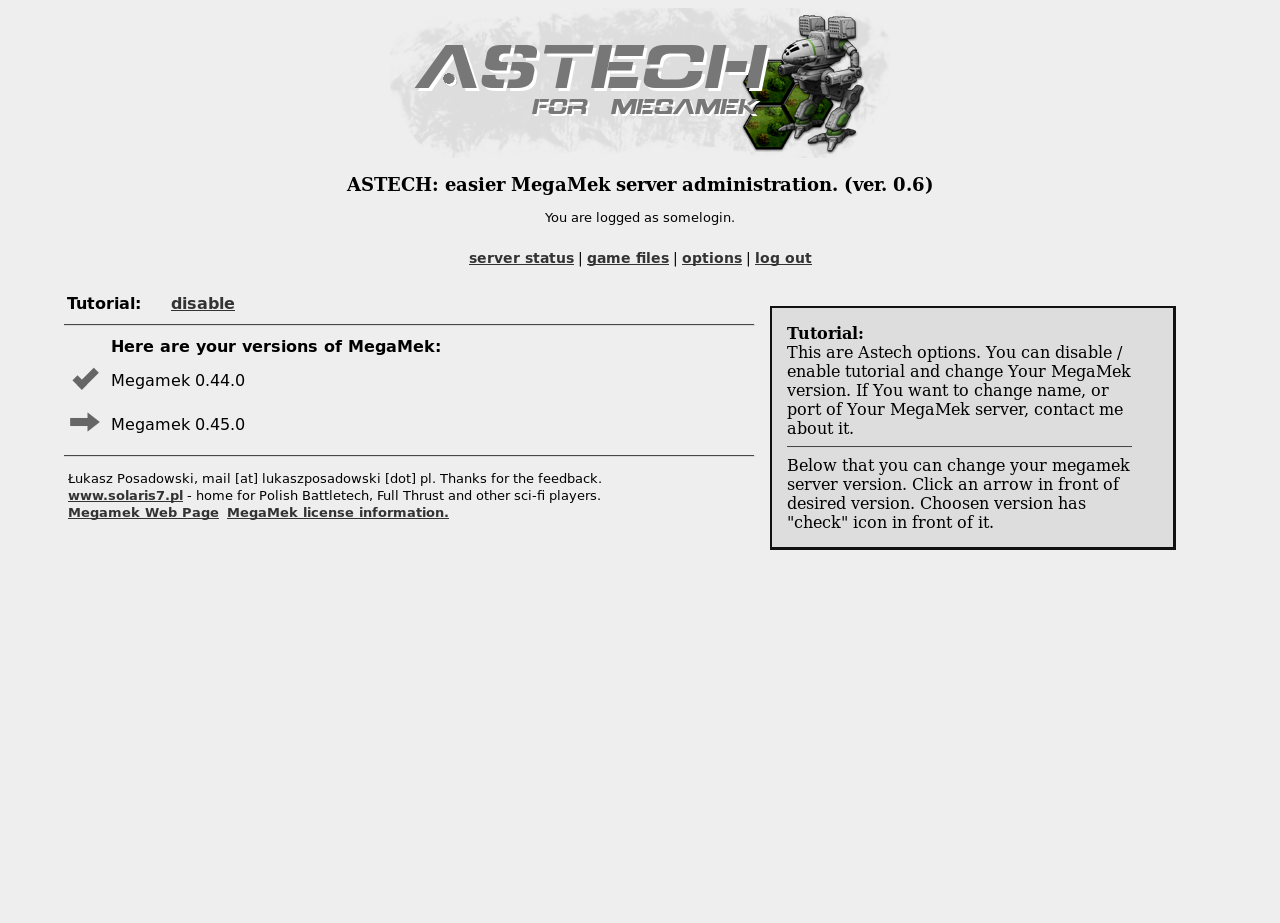 ASTECH
FOR MEGAMEK
ASTECH: easier MegaMek server administration. (ver. 0.6)
You are logged as somelogin.
server status | game files | options | log out
Tutorial: disable
Here are your versions of MegaMek:
Megamek 0.44.0
Megamek 0.45.0
Łukasz Posadowski, mail [at] lukaszposadowski [dot] pl. Thanks for the feedback.
www.solaris7.pl - home for Polish Battletech, Full Thrust and other sci-fi players.
Megamek Web Page MegaMek license information.
Tutorial:
This are Astech options. You can disable /
enable tutorial and change Your MegaMek
version. If You want to change name, or
port of Your MegaMek server, contact me
about it.
Below that you can change your megamek
server version. Click an arrow in front of
desired version. Choosen version has
"check" icon in front of it.